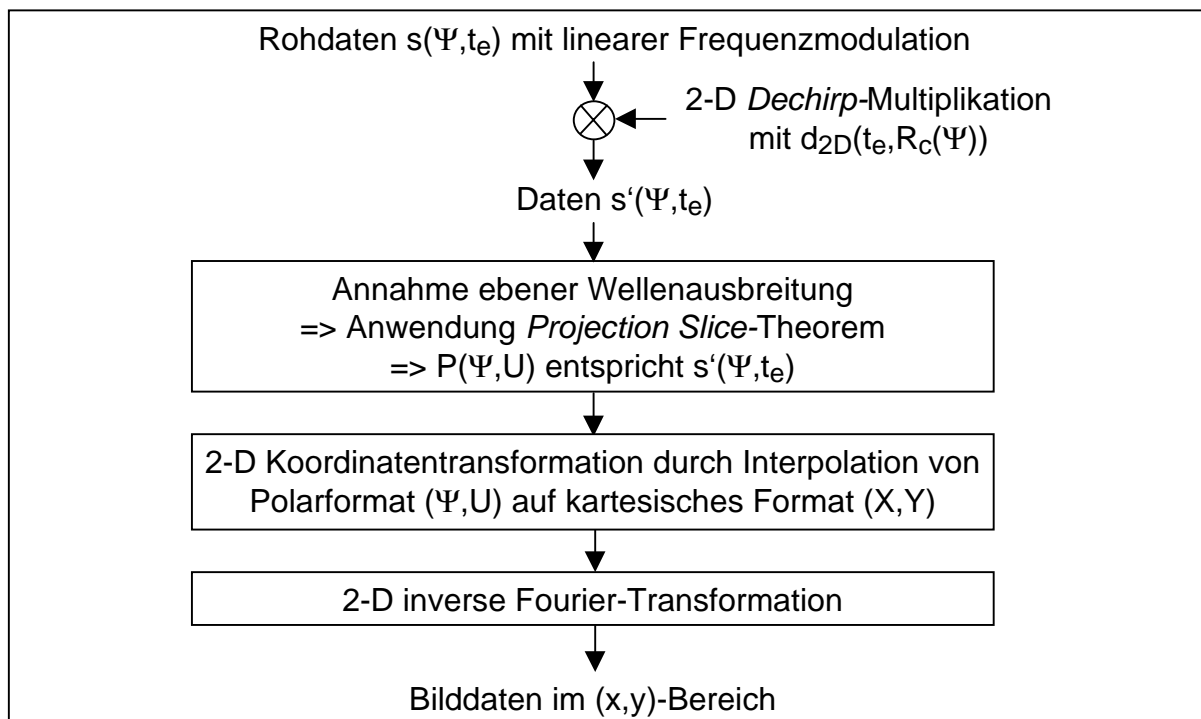 Rohdaten s(Ψ,te) mit linearer Frequenzmodulation
2-D Dechirp-Multiplikation
mit d2D(te,Rc(Ψ))
Daten s‘(Ψ,te)
Annahme ebener Wellenausbreitung
=> Anwendung Projection Slice-Theorem
=> P(Ψ,U) entspricht s‘(Ψ,te)
2-D Koordinatentransformation durch Interpolation von
Polarformat (Ψ,U) auf kartesisches Format (X,Y)
2-D inverse Fourier-Transformation
Bilddaten im (x,y)-Bereich